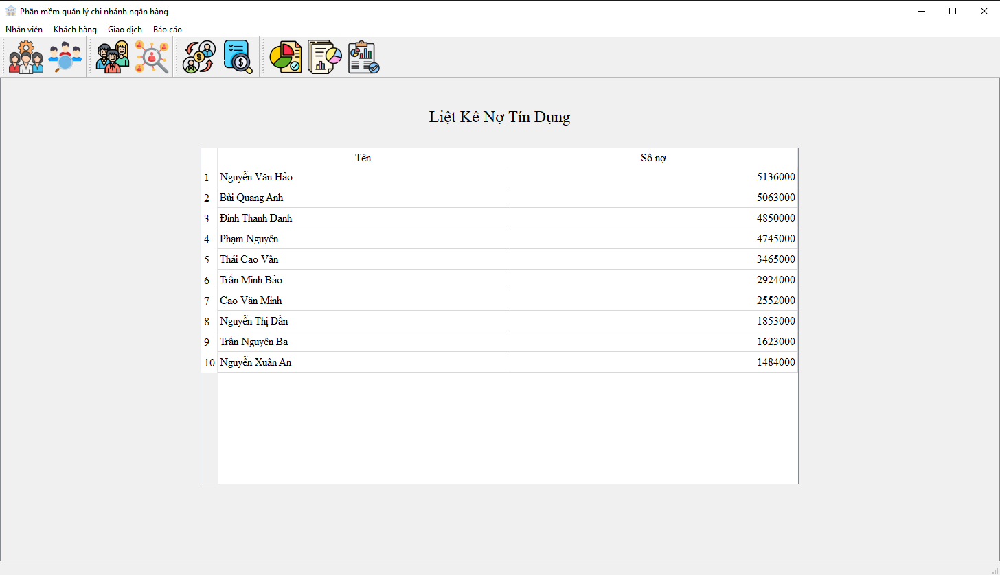 Phần mềm quản lý chi nhánh ngân hàng
Nhân viên Khách hàng Giao dịch Báo cáo
Liệt Kê Nợ Tín Dụng
Tên Số nợ
1 Nguyễn Văn Hảo 5136000
2 Bùi Quang Anh 5063000
3 Đinh Thanh Danh 4850000
4 Phạm Nguyên 4745000
5 Thái Cao Vân 3465000
6 Trần Minh Bảo 2924000
7 Cao Văn Minh 2552000
8 Nguyễn Thị Dần 1853000
9 Trần Nguyên Ba 1623000
10 Nguyễn Xuân An 1484000